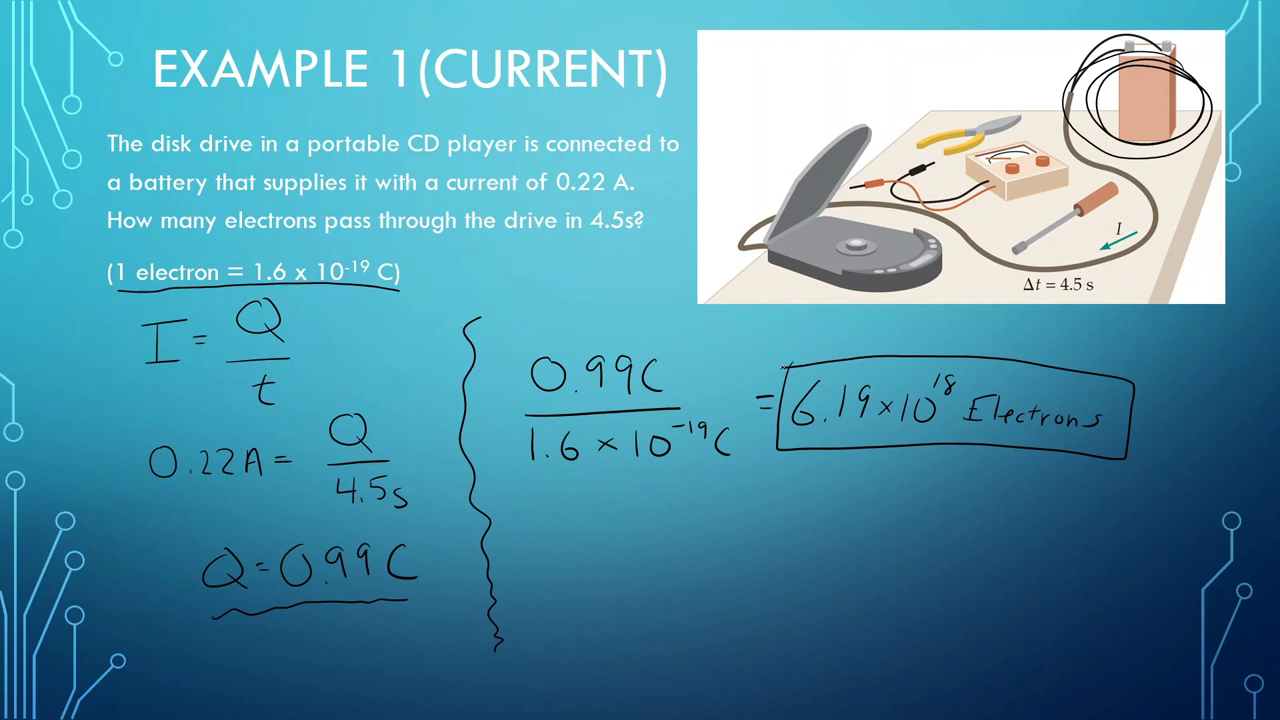 EXAMPLE 1(CURRENT)
The disk drive in a portable CD player is connected to
a battery that supplies it with a current of 0.22 A.
How many electrons pass through the drive in 4.5s?
(1 electron = 1.6 x 10⁻¹⁹ C)
I = Q / t
0.22A = Q / 4.5s
Q = 0.99C
0.99C / 1.6 × 10⁻¹⁹ C = 6.19 × 10¹⁸ Electrons
I
Δt = 4.5 s